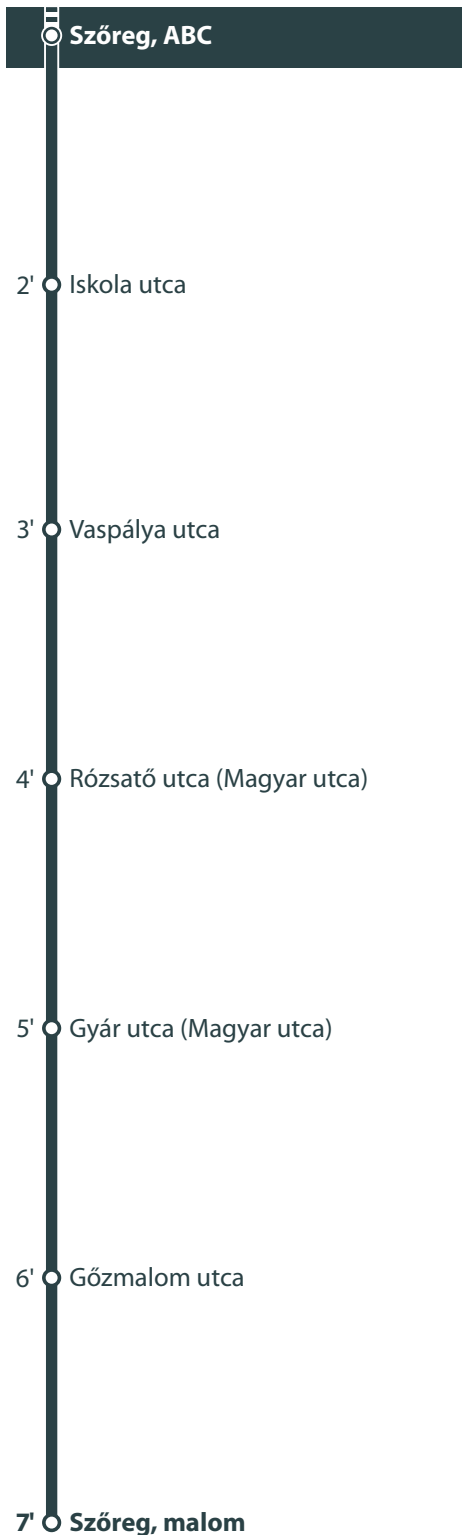 Szőreg, ABC
2' Iskola utca
3' Vaspálya utca
4' Rózsatő utca (Magyar utca)
5' Gyár utca (Magyar utca)
6' Gőzmalom utca
7' Szőreg, malom